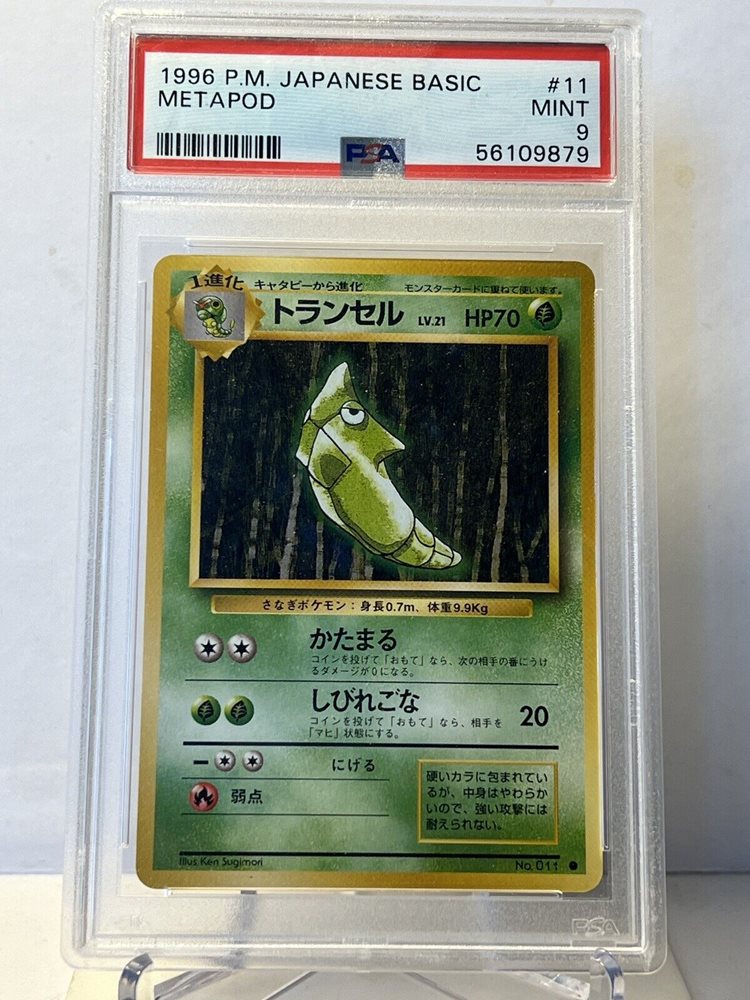 1996 P.M. JAPANESE BASIC #11
METAPOD MINT
9
PSA 56109879
1進化 キャタピーから進化 モンスターカードに重ねて使います。
トランセル LV.21 HP70
さなぎポケモン：身長0.7m、体重9.9Kg
かたまる
コインを投げて「おもて」なら、次の相手の番にうけ
るダメージが0になる。
しびれごな 20
コインを投げて「おもて」なら、相手を
「マヒ」状態にする。
にげる
弱点
硬いカラに包まれてい
るが、中身はやわらか
いので、強い攻撃には
耐えられない。
Illus. Ken Sugimori No. 011
PSA